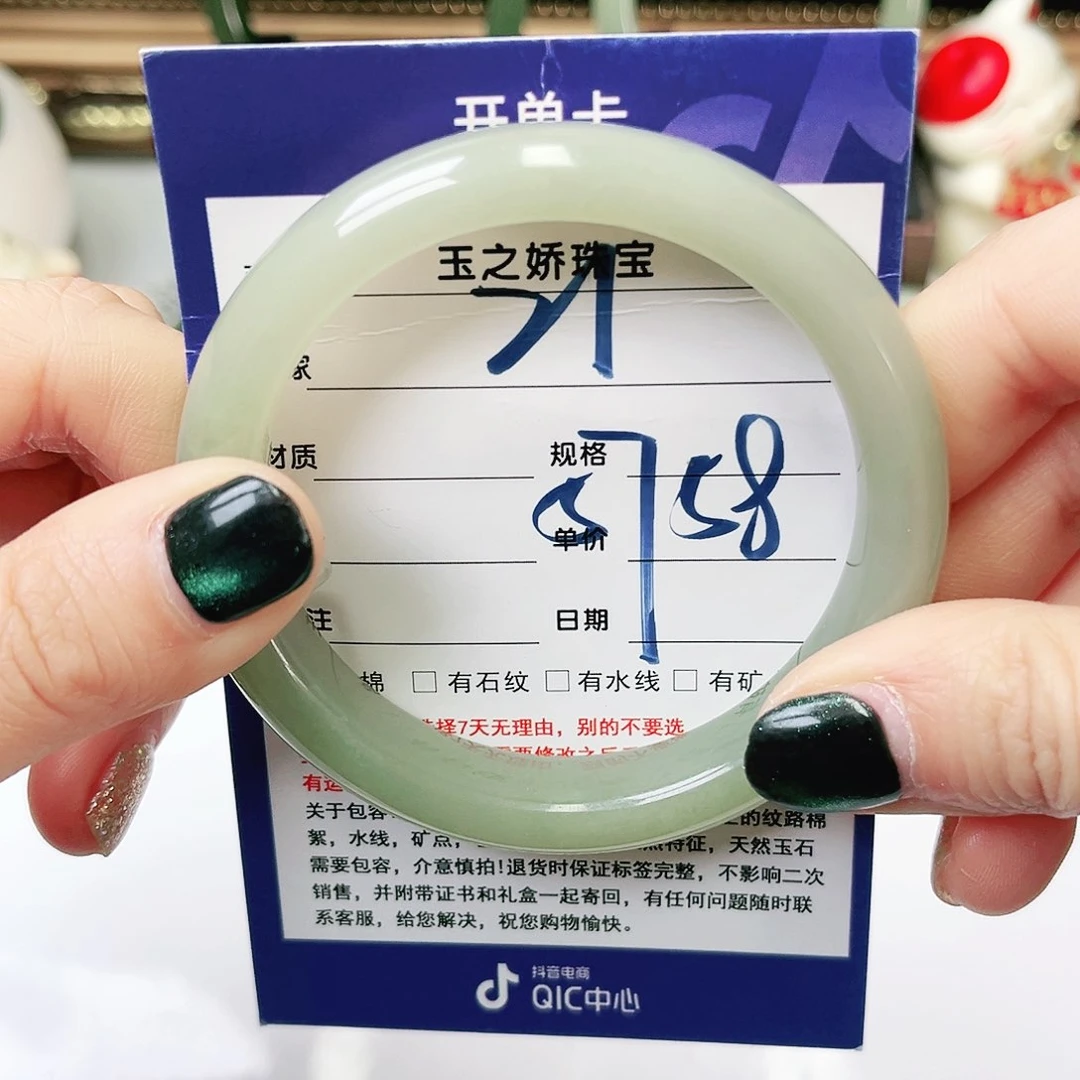 开单卡
玉之娇珠宝
家
材质
规格
58
单价
注
日期
棉 □ 有石纹 □ 有水线 □ 有矿
选择7天无理由，别的不要选
有运
关于包容 的纹路棉
絮，水线，矿点， 特征，天然玉石
需要包容，介意慎拍!退货时保证标签完整，不影响二次
销售，并附带证书和礼盒一起寄回，有任何问题随时联
系客服，给您解决，祝您购物愉快。
抖音电商
QIC中心